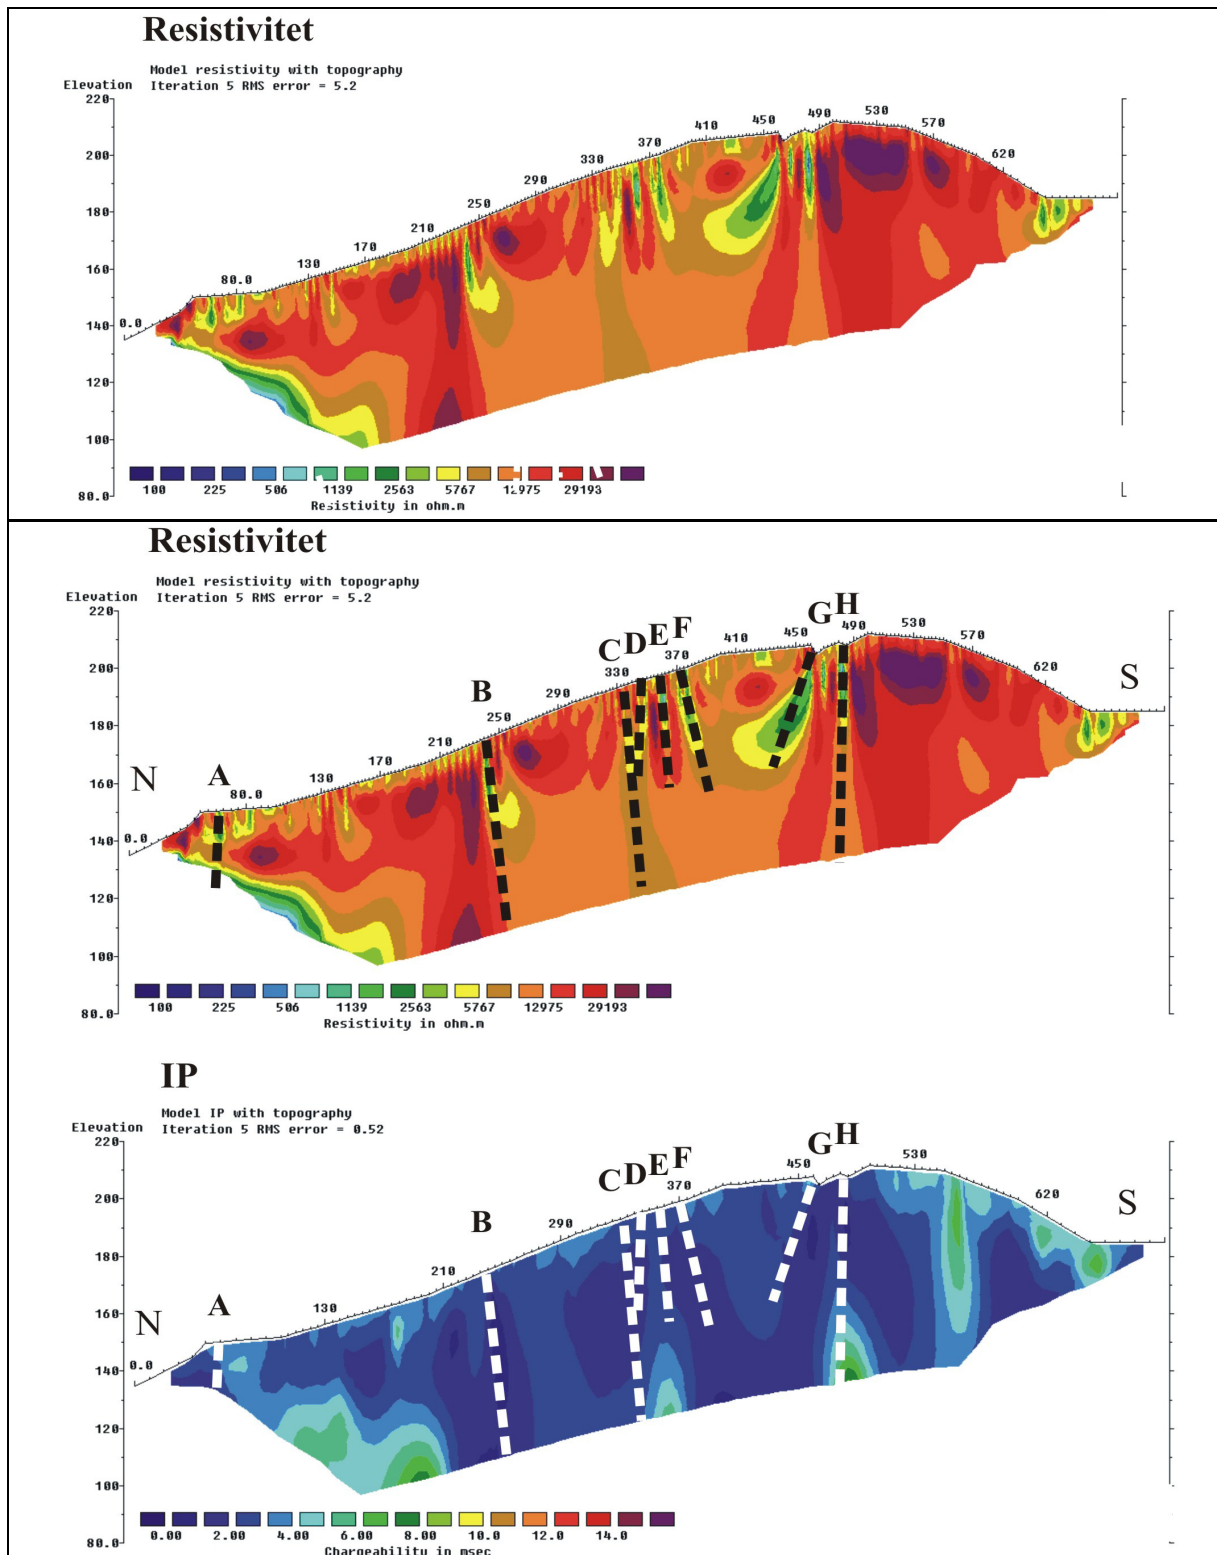 Resistivitet
Model resistivity with topography
Elevation Iteration 5 RMS error = 5.2
220
200
180
160
140
120
100
80.0
0.0 80.0 130 170 210 250 290 330 370 410 450 490 530 570 620
100 225 506 1139 2563 5767 12975 29193
Resistivity in ohm.m
Resistivitet
Model resistivity with topography
Elevation Iteration 5 RMS error = 5.2
220
200
180
160
140
120
100
80.0
N A B C D E F G H S
0.0 80.0 130 170 210 250 290 330 370 410 450 490 530 570 620
100 225 506 1139 2563 5767 12975 29193
Resistivity in ohm.m
IP
Model IP with topography
Elevation Iteration 5 RMS error = 0.52
220
200
180
160
140
120
100
80.0
N A B C D E F G H S
0.0 130 210 290 370 450 530 620
0.00 2.00 4.00 6.00 8.00 10.0 12.0 14.0
Chargeability in msec